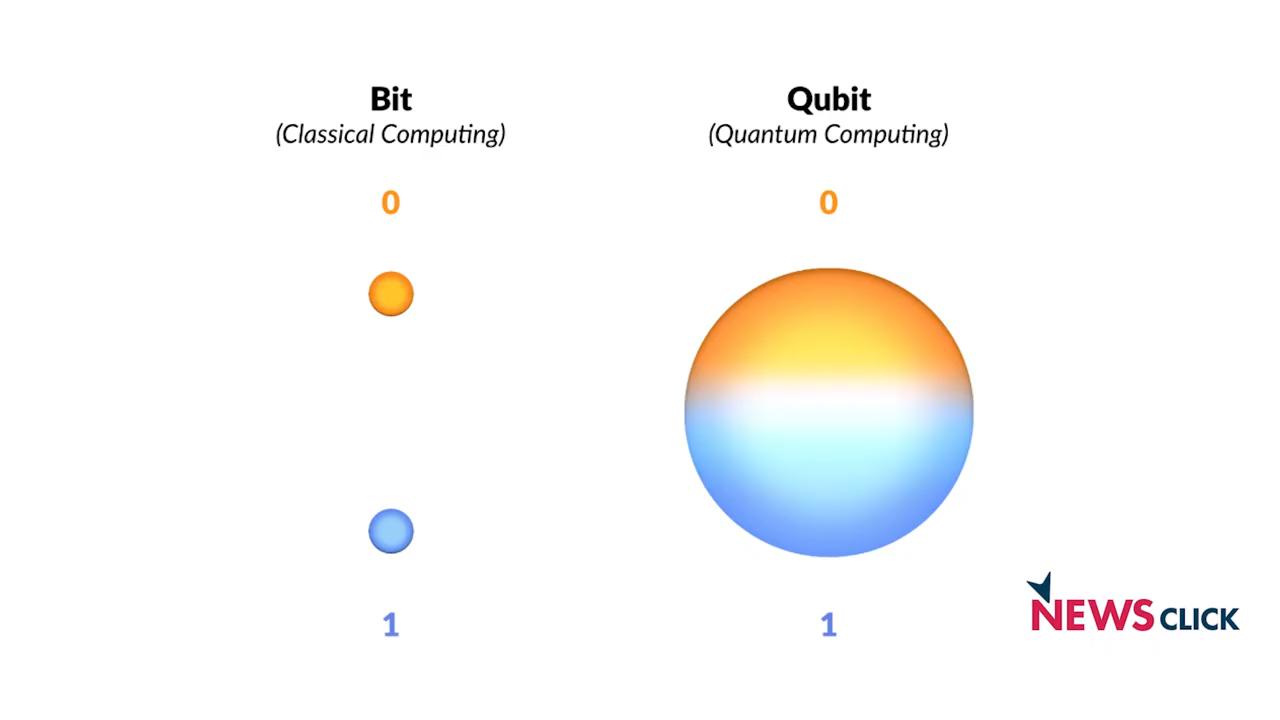 Bit
(Classical Computing)
0
1
Qubit
(Quantum Computing)
0
1
NEWSCLICK